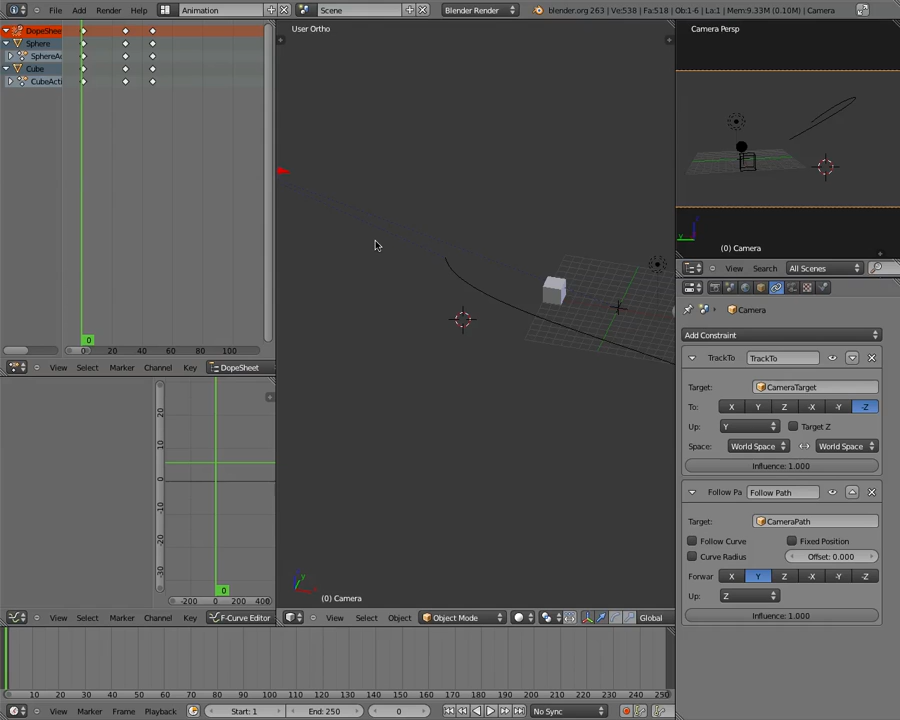 File Add Render Help Animation Scene Blender Render blender.org 263 | Ve:538 | Fa:518 | Ob:1-6 | La:1 | Mem:9.33M (0.10M) | Camera
DopeShee
Sphere
SphereAc
Cube
CubeActi
0
0 20 40 60 80 100
View Select Marker Channel DopeSheet
User Ortho
(0) Camera
Camera Persp
(0) Camera
View Search All Scenes
Camera
Add Constraint
TrackTo TrackTo
Target: CameraTarget
To: X Y Z -X -Y -Z
Up: Y Target Z
Space: World Space World Space
Influence: 1.000
Follow Pa Follow Path
Target: CameraPath
Follow Curve Fixed Position
Curve Radius Offset: 0.000
Forwar X Y Z -X -Y -Z
Up: Z
Influence: 1.000
20
10
0
-10
-20
-30
0
-200 0 200 400
View Select Marker Channel Key F-Curve Editor
View Select Object Object Mode Global
10 20 30 40 50 60 70 80 90 100 110 120 130 140 150 160 170 180 190 200 210 220 230 240 250
View Marker Frame Playback Start: 1 End: 250 0 No Sync